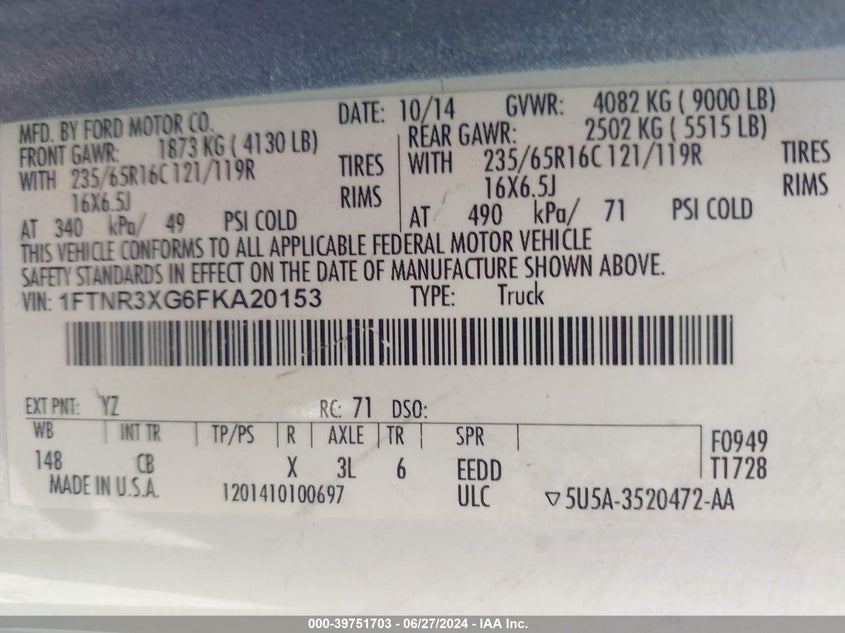 MFD. BY FORD MOTOR CO. DATE: 10/14 GVWR: 4082 KG ( 9000 LB)
FRONT GAWR: 1873 KG ( 4130 LB) REAR GAWR: 2502 KG ( 5515 LB)
WITH 235/65R16C 121/119R TIRES WITH 235/65R16C 121/119R TIRES
16X6.5J RIMS 16X6.5J RIMS
AT 340 kPa/ 49 PSI COLD AT 490 kPa/ 71 PSI COLD
THIS VEHICLE CONFORMS TO ALL APPLICABLE FEDERAL MOTOR VEHICLE
SAFETY STANDARDS IN EFFECT ON THE DATE OF MANUFACTURE SHOWN ABOVE.
VIN: 1FTNR3XG6FKA20153 TYPE: Truck
EXT PNT: YZ RC: 71 DSO:
WB INT TR TP/PS R AXLE TR SPR F0949
148 CB X 3L 6 EEDD T1728
MADE IN U.S.A. 1201410100697 ULC ▽5U5A-3520472-AA
000-39751703 - 06/27/2024 - IAA Inc.